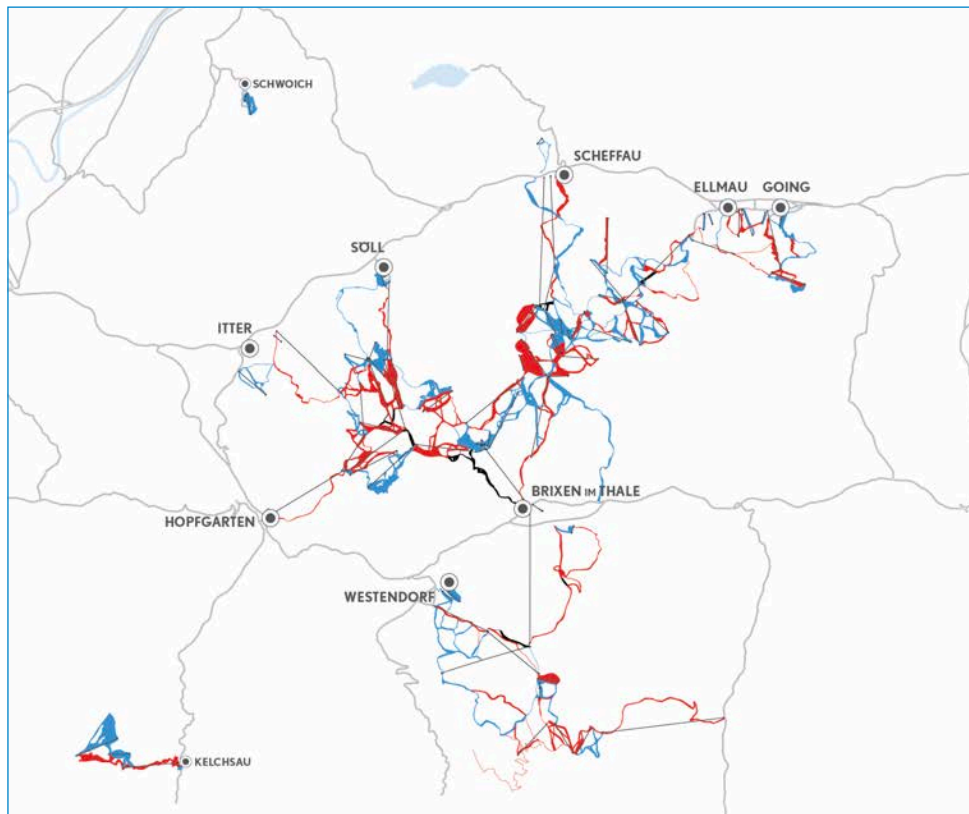 SCHWOICH
SCHEFFAU
ELLMAU
GOING
SÖLL
ITTER
BRIXEN IM THALE
HOPFGARTEN
WESTENDORF
KELCHSAU